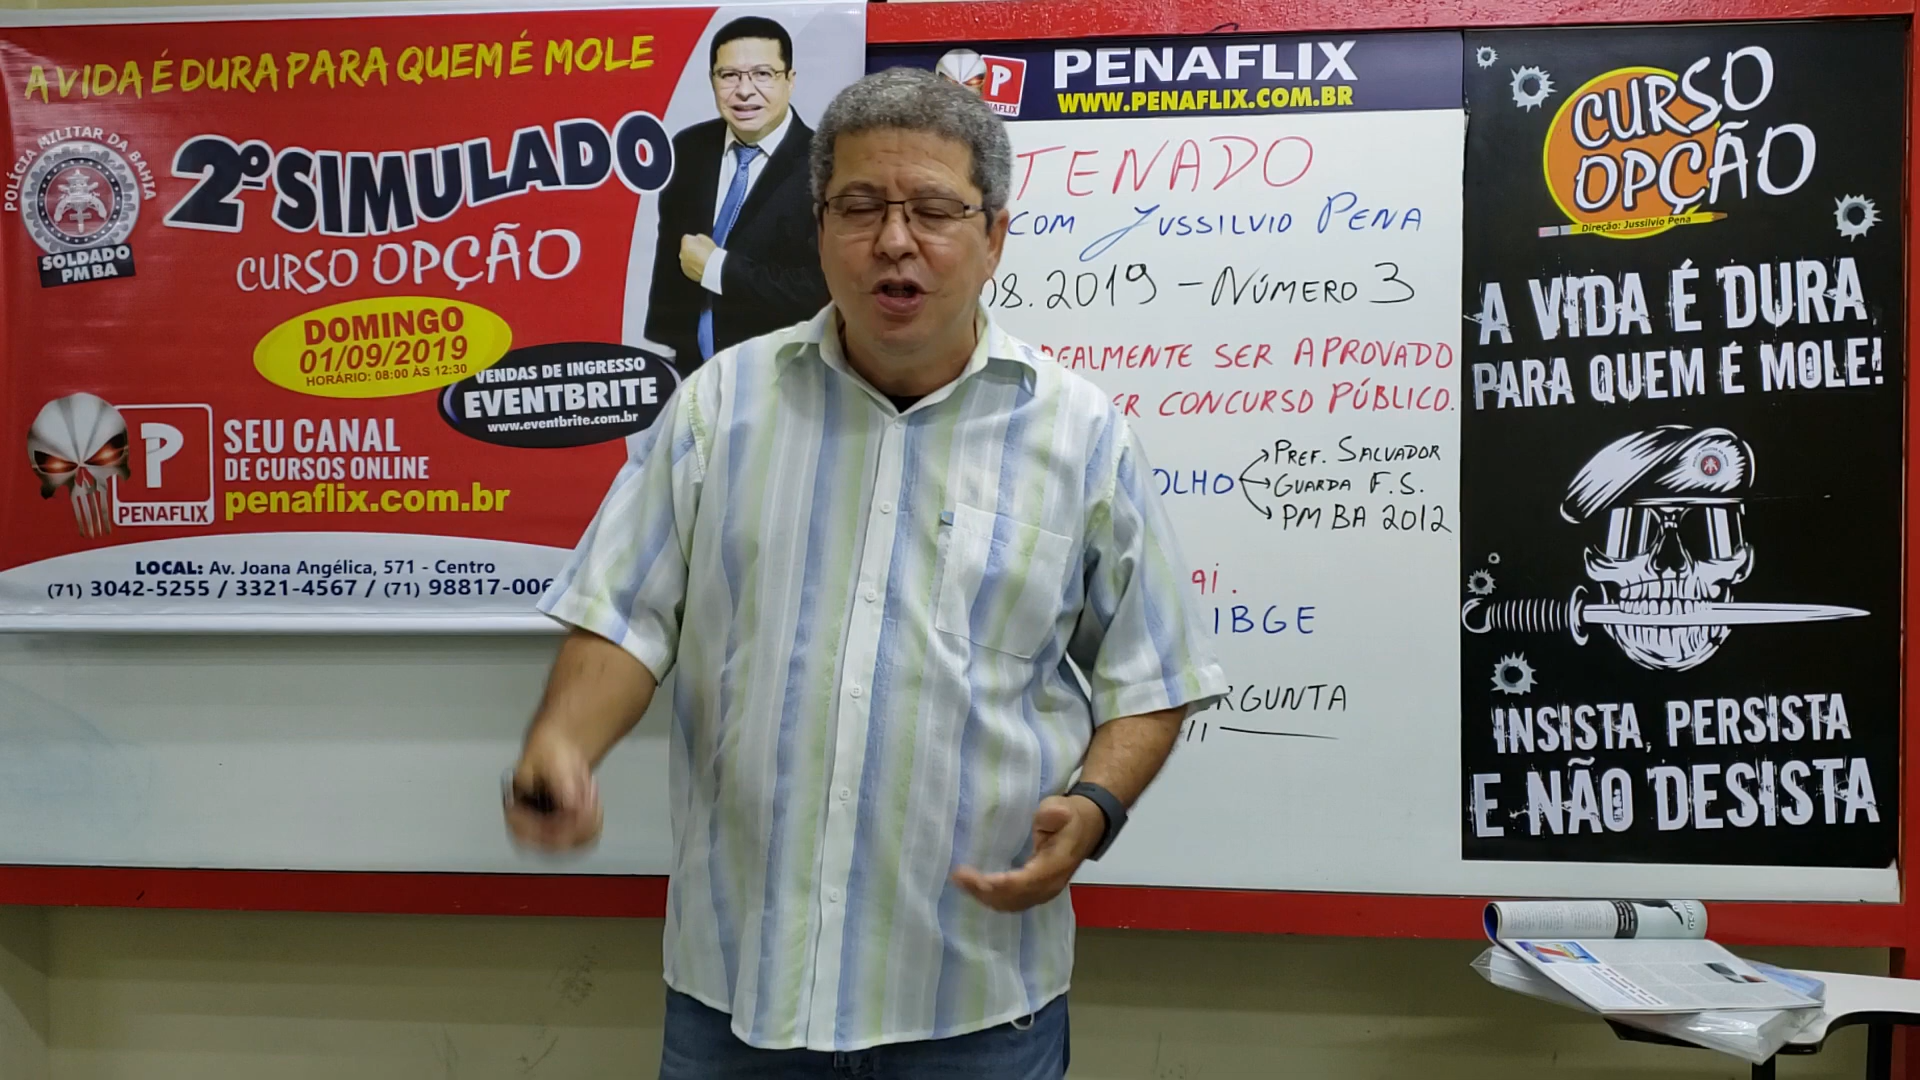 A VIDA É DURA PARA QUEM É MOLE
POLÍCIA MILITAR DA BAHIA
SOLDADO
PM BA
2º SIMULADO
CURSO OPÇÃO
DOMINGO
01/09/2019
HORÁRIO: 08:00 ÀS 12:30
VENDAS DE INGRESSO
EVENTBRITE
www.eventbrite.com.br
P
PENAFLIX
SEU CANAL
DE CURSOS ONLINE
penaflix.com.br
LOCAL: Av. Joana Angélica, 571 - Centro
(71) 3042-5255 / 3321-4567 / (71) 98817-006
P
PENAFLIX
WWW.PENAFLIX.COM.BR
TENADO
COM JUSSILVIO PENA
08.2019 - NÚMERO 3
REALMENTE SER APROVADO
ER CONCURSO PÚBLICO.
OLHO
PREF. SALVADOR
GUARDA F.S.
PM BA 2012
qi.
IBGE
RGUNTA
CURSO
OPÇÃO
Direção: Jussilvio Pena
A VIDA É DURA
PARA QUEM É MOLE!
INSISTA, PERSISTA
E NÃO DESISTA